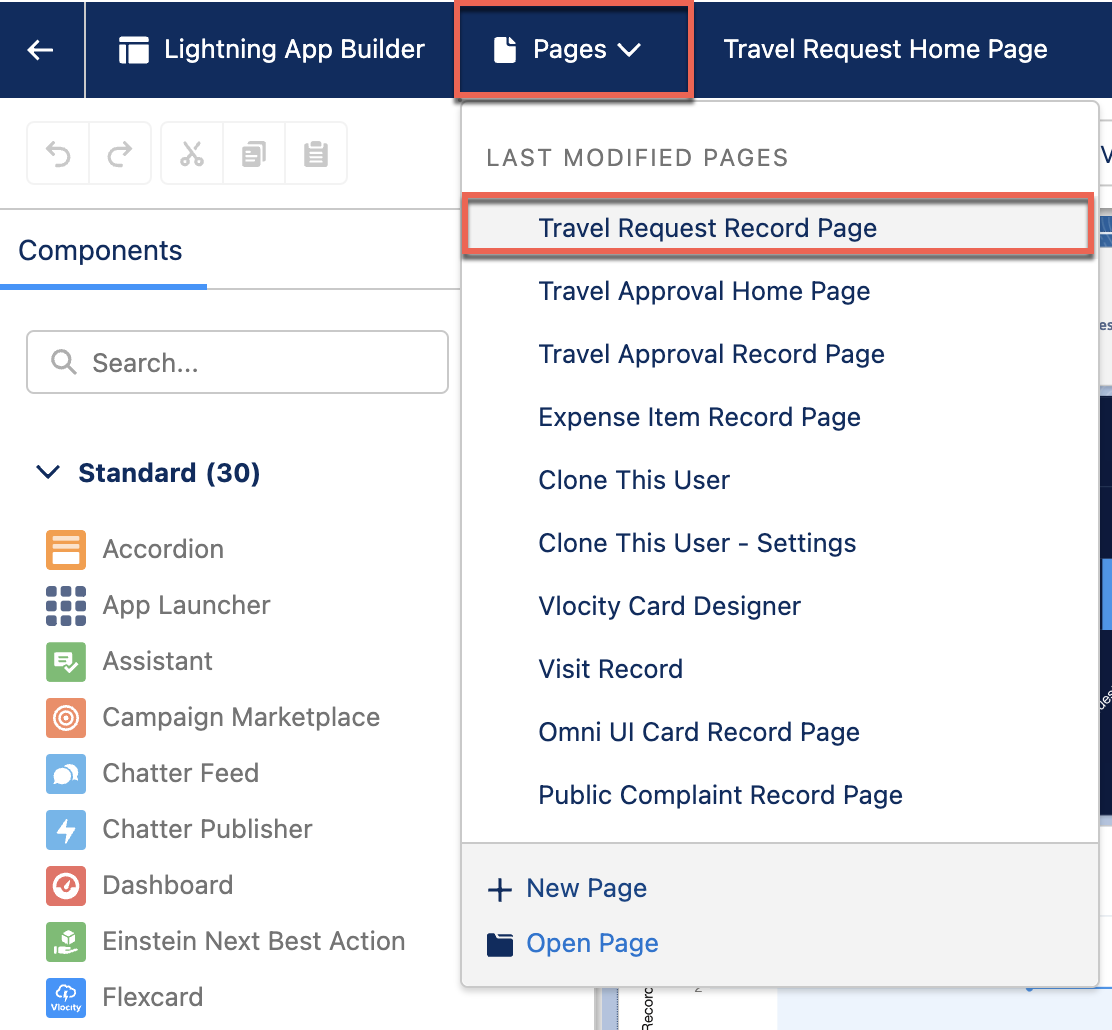 Lightning App Builder
Pages
Travel Request Home Page
LAST MODIFIED PAGES
Travel Request Record Page
Travel Approval Home Page
Travel Approval Record Page
Expense Item Record Page
Clone This User
Clone This User - Settings
Vlocity Card Designer
Visit Record
Omni UI Card Record Page
Public Complaint Record Page
New Page
Open Page
Components
Search...
Standard (30)
Accordion
App Launcher
Assistant
Campaign Marketplace
Chatter Feed
Chatter Publisher
Dashboard
Einstein Next Best Action
Vlocity
Flexcard
Record
2